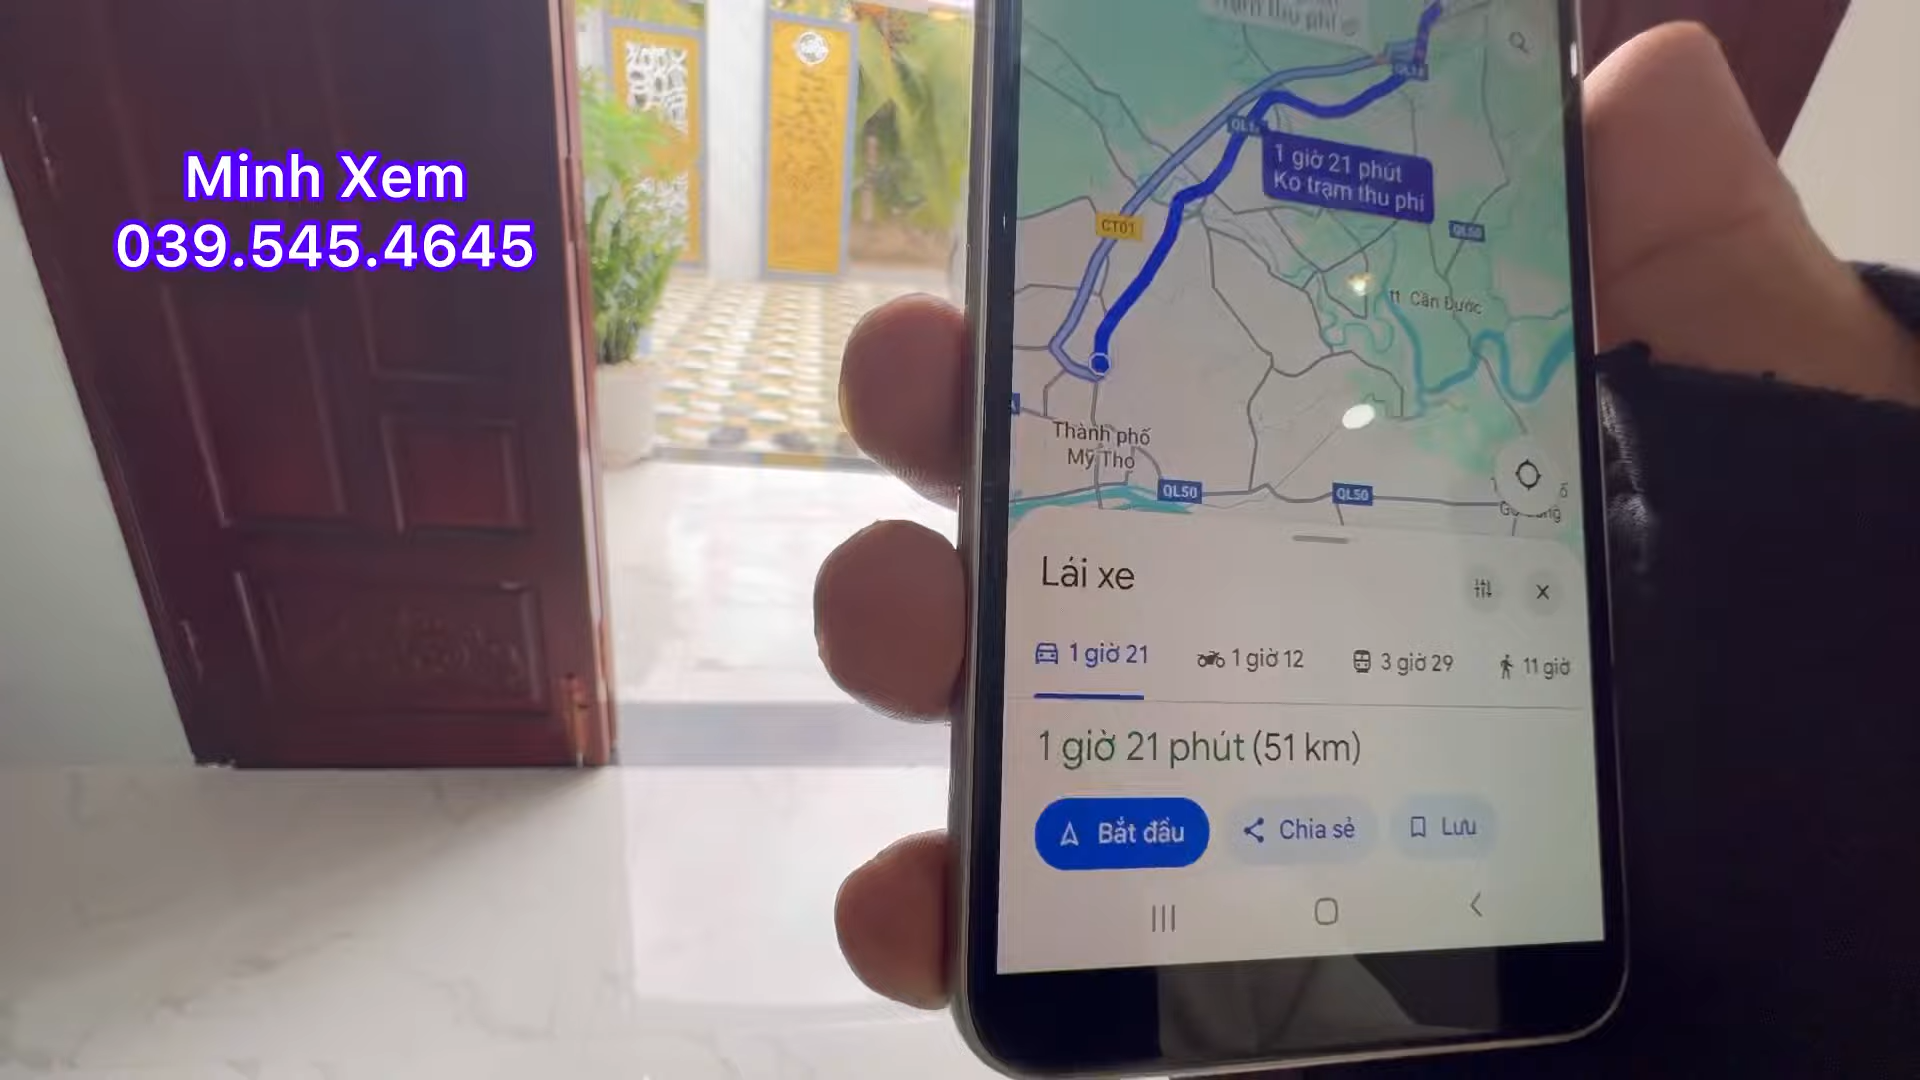 Minh Xem
039.545.4645
1 giờ 21 phút
Ko trạm thu phí
CT01
QL50
Cần Đước
Thành phố
Mỹ Tho
QL50
QL50
Lái xe
1 giờ 21
1 giờ 12
3 giờ 29
11 giờ
1 giờ 21 phút (51 km)
Bắt đầu
Chia sẻ
Lưu